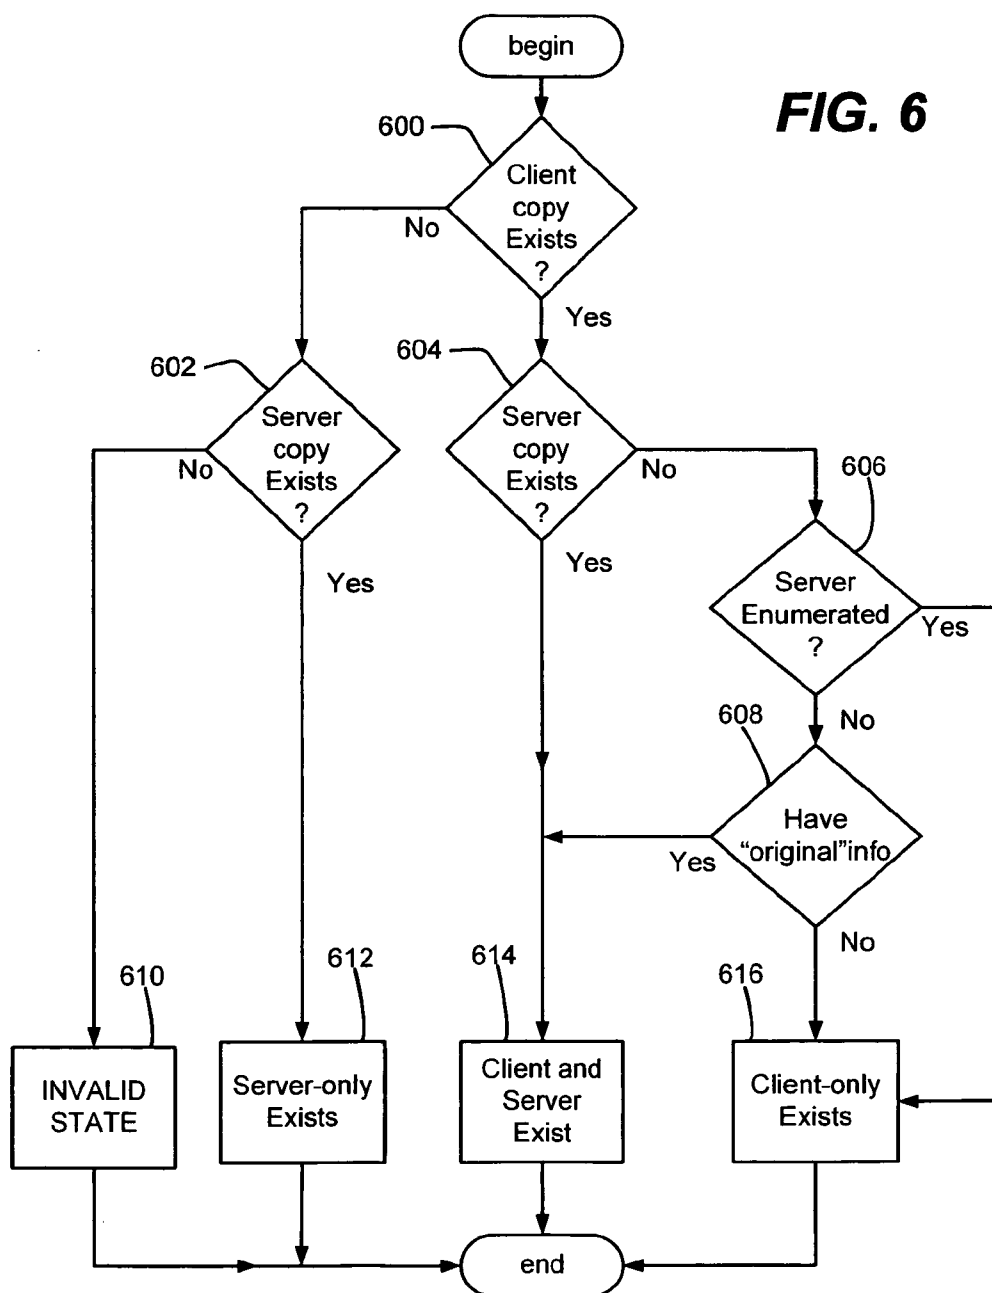 begin
FIG. 6
600
Client
copy
Exists
?
No
Yes
602
604
Server
copy
Exists
?
Server
copy
Exists
?
No
No
606
Yes
Yes
Server
Enumerated
?
Yes
608
No
Have
“original”info
Yes
No
610
612
614
616
INVALID
STATE
Server-only
Exists
Client and
Server
Exist
Client-only
Exists
end